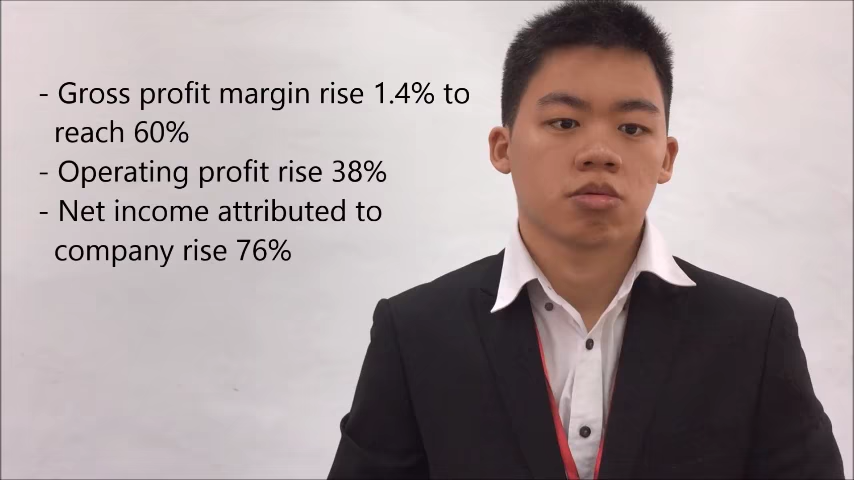 - Gross profit margin rise 1.4% to
reach 60%
- Operating profit rise 38%
- Net income attributed to
company rise 76%